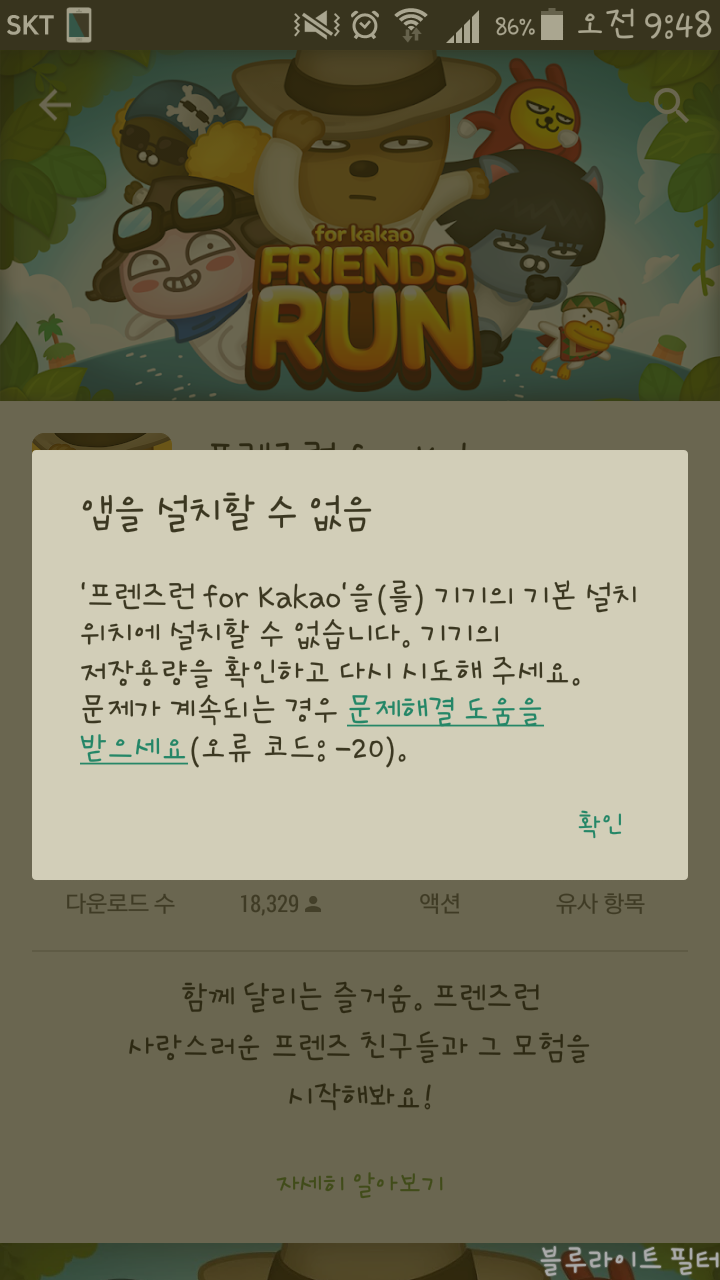 SKT 86% 오전 9:48
for kakao
FRIENDS
RUN
앱을 설치할 수 없음
'프렌즈런 for Kakao'을(를) 기기의 기본 설치
위치에 설치할 수 없습니다. 기기의
저장용량을 확인하고 다시 시도해 주세요.
문제가 계속되는 경우 문제해결 도움을
받으세요(오류 코드: -20).
확인
다운로드 수 18,329 액션 유사 항목
함께 달리는 즐거움. 프렌즈런
사랑스러운 프렌즈 친구들과 그 모험을
시작해봐요!
자세히 알아보기
블루라이트 필터